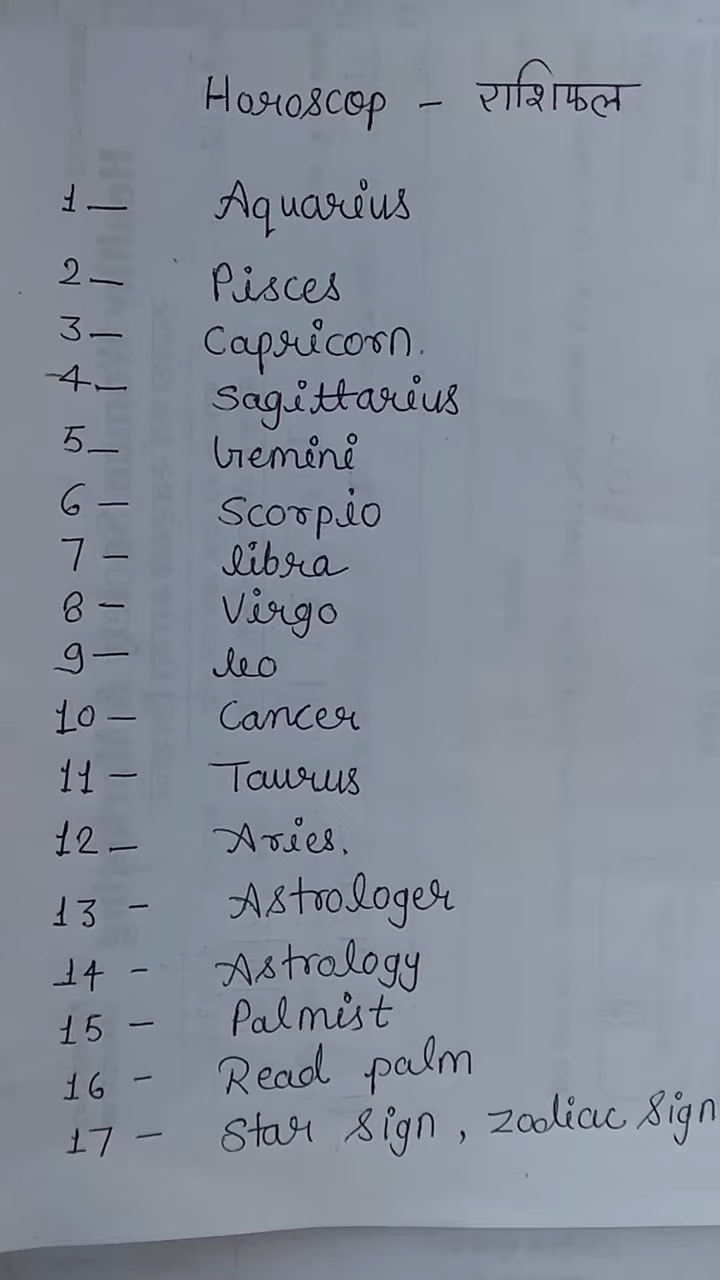 Horoscop - राशिफल
1- Aquarius
2- Pisces
3- Capricorn.
4- Sagittarius
5- Gemini
6- Scorpio
7- libra
8- Virgo
9- leo
10- Cancer
11- Taurus
12- Aries.
13- Astrologer
14- Astrology
15- Palmist
16- Read palm
17- Star sign, zodiac sign